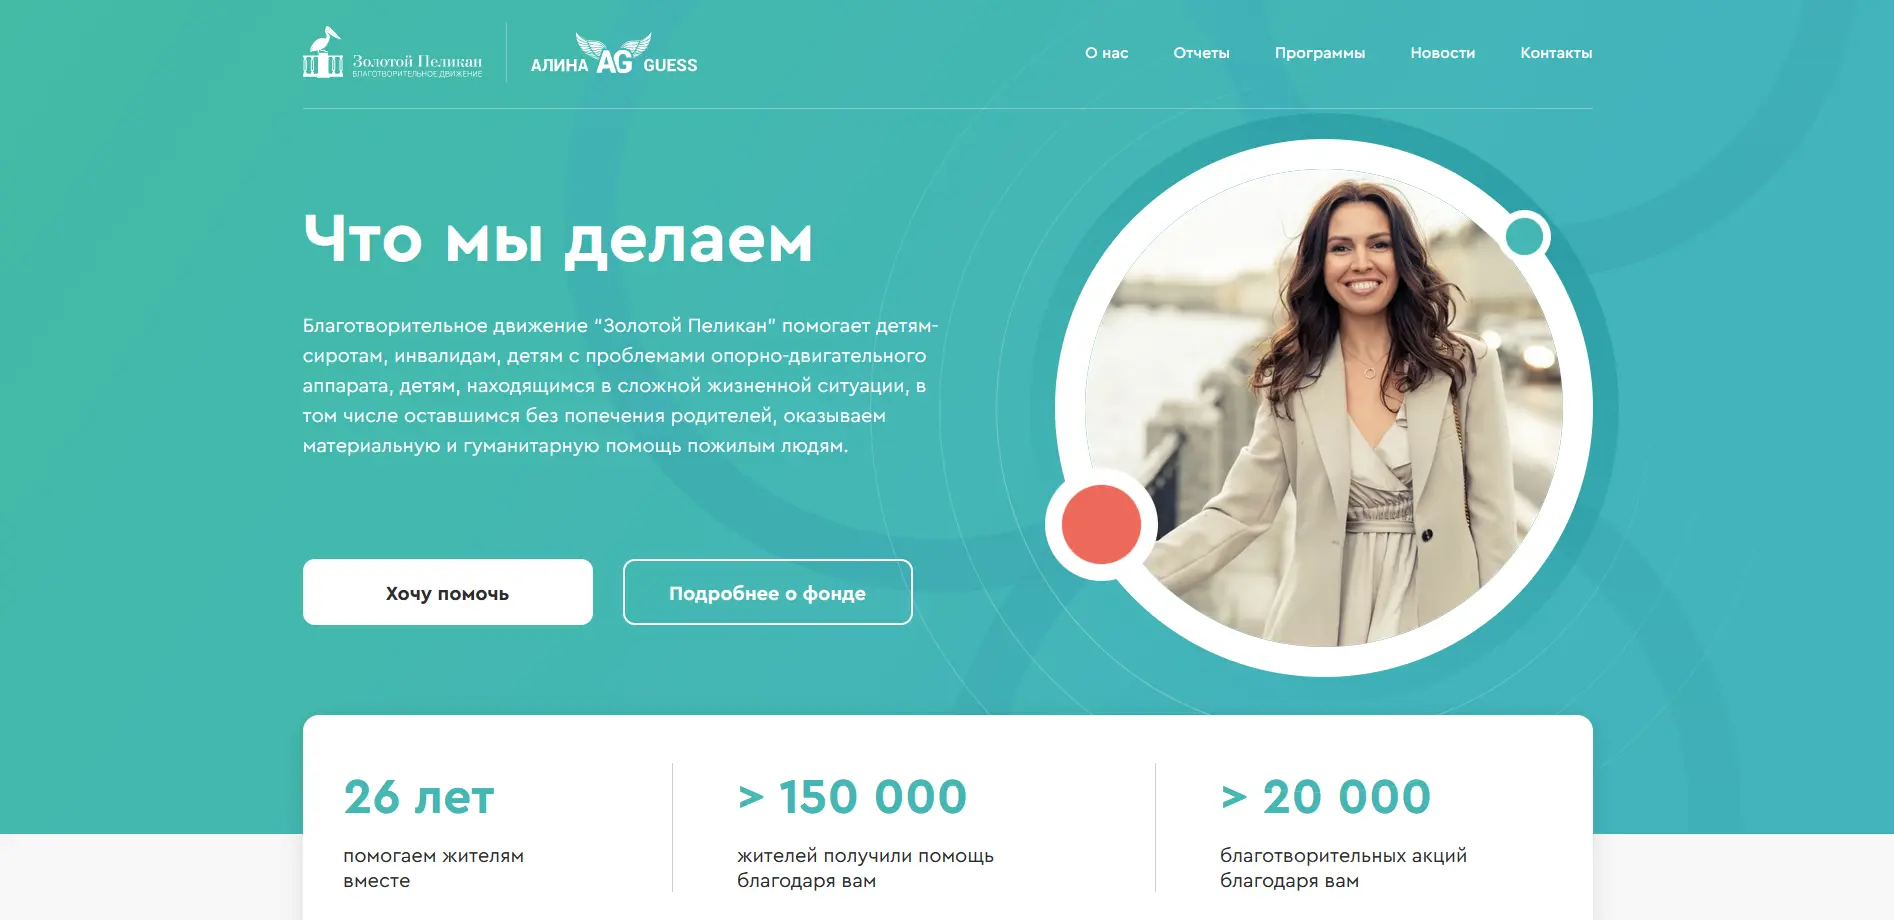 Золотой Пеликан
БЛАГОТВОРИТЕЛЬНОЕ ДВИЖЕНИЕ
АЛИНА AG GUESS
О нас
Отчеты
Программы
Новости
Контакты
Что мы делаем
Благотворительное движение “Золотой Пеликан” помогает детям-
сиротам, инвалидам, детям с проблемами опорно-двигательного
аппарата, детям, находящимся в сложной жизненной ситуации, в
том числе оставшимся без попечения родителей, оказываем
материальную и гуманитарную помощь пожилым людям.
Хочу помочь
Подробнее о фонде
26 лет
помогаем жителям
вместе
> 150 000
жителей получили помощь
благодаря вам
> 20 000
благотворительных акций
благодаря вам